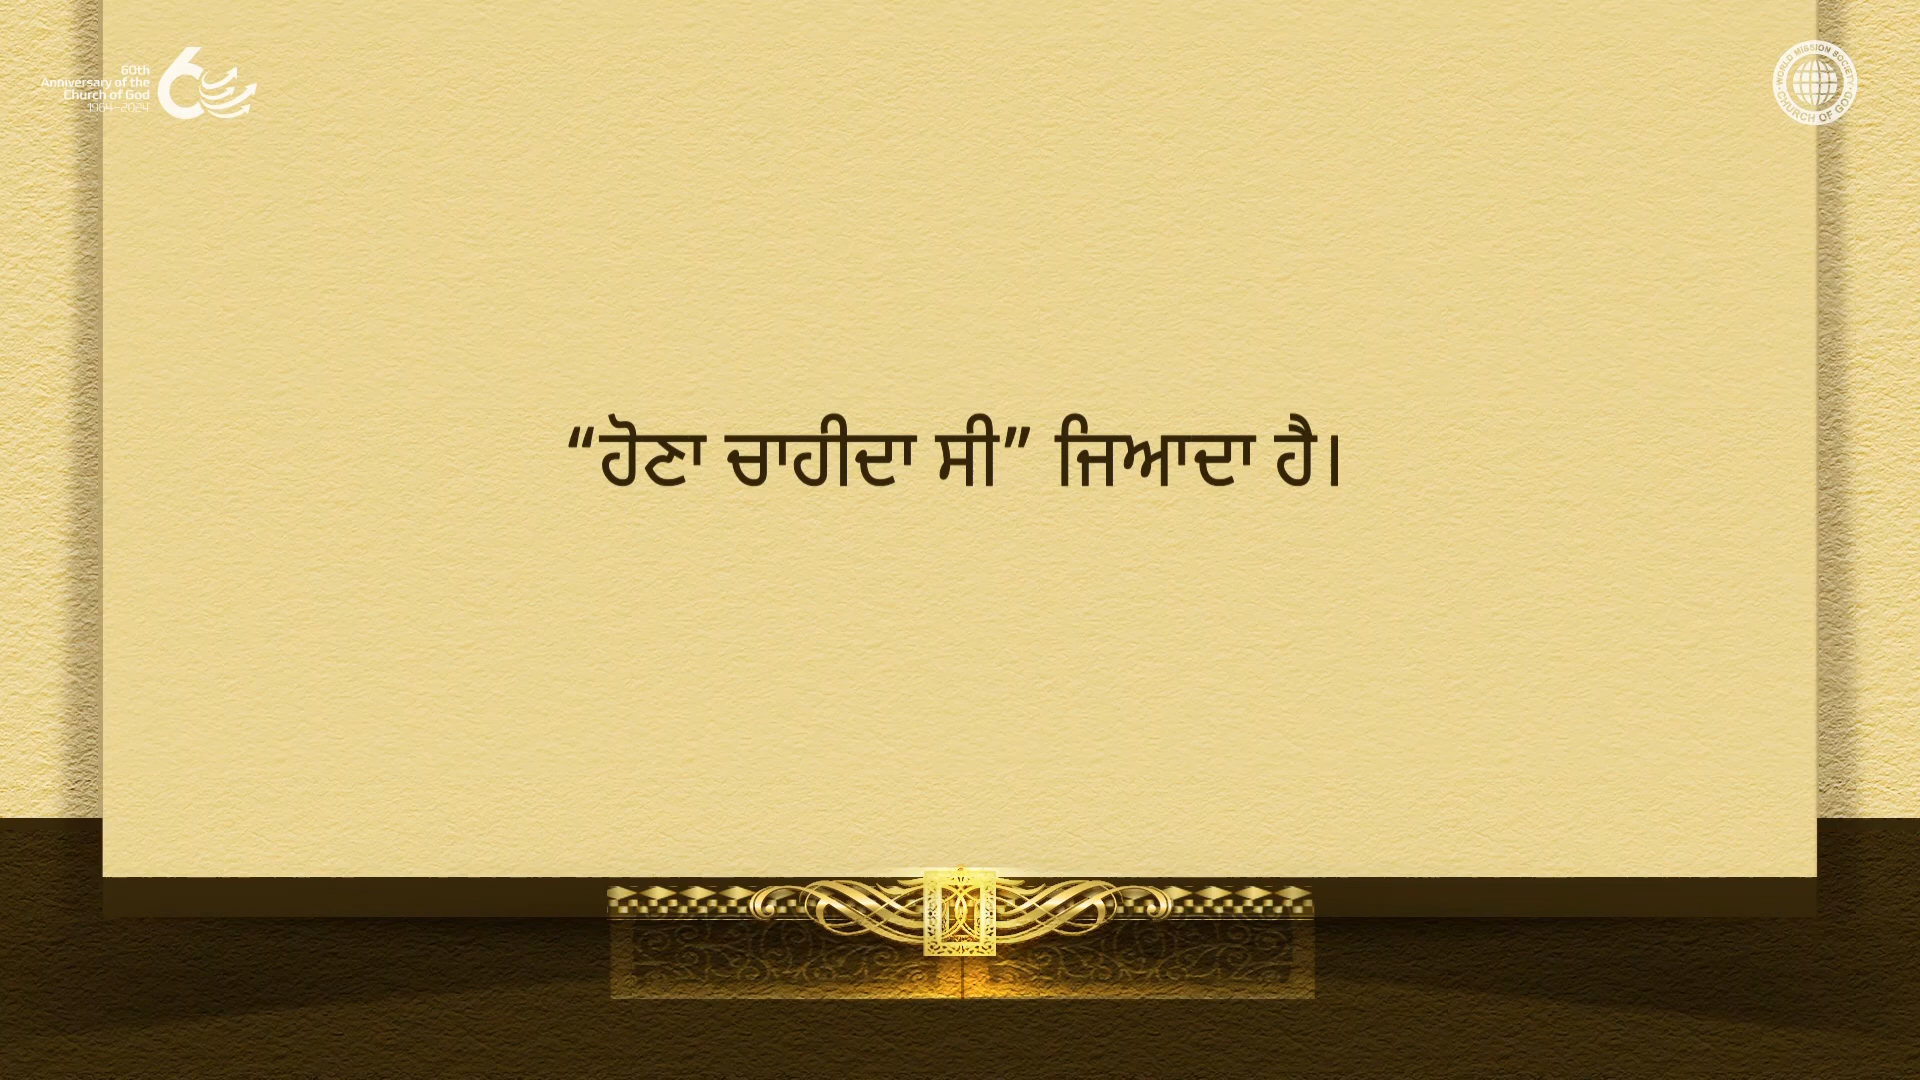 60th
Anniversary of the
Church of God
1964-2024
WORLD MISSION SOCIETY
CHURCH OF GOD
“ਹੋਣਾ ਚਾਹੀਦਾ ਸੀ” ਜਿਆਦਾ ਹੈ।